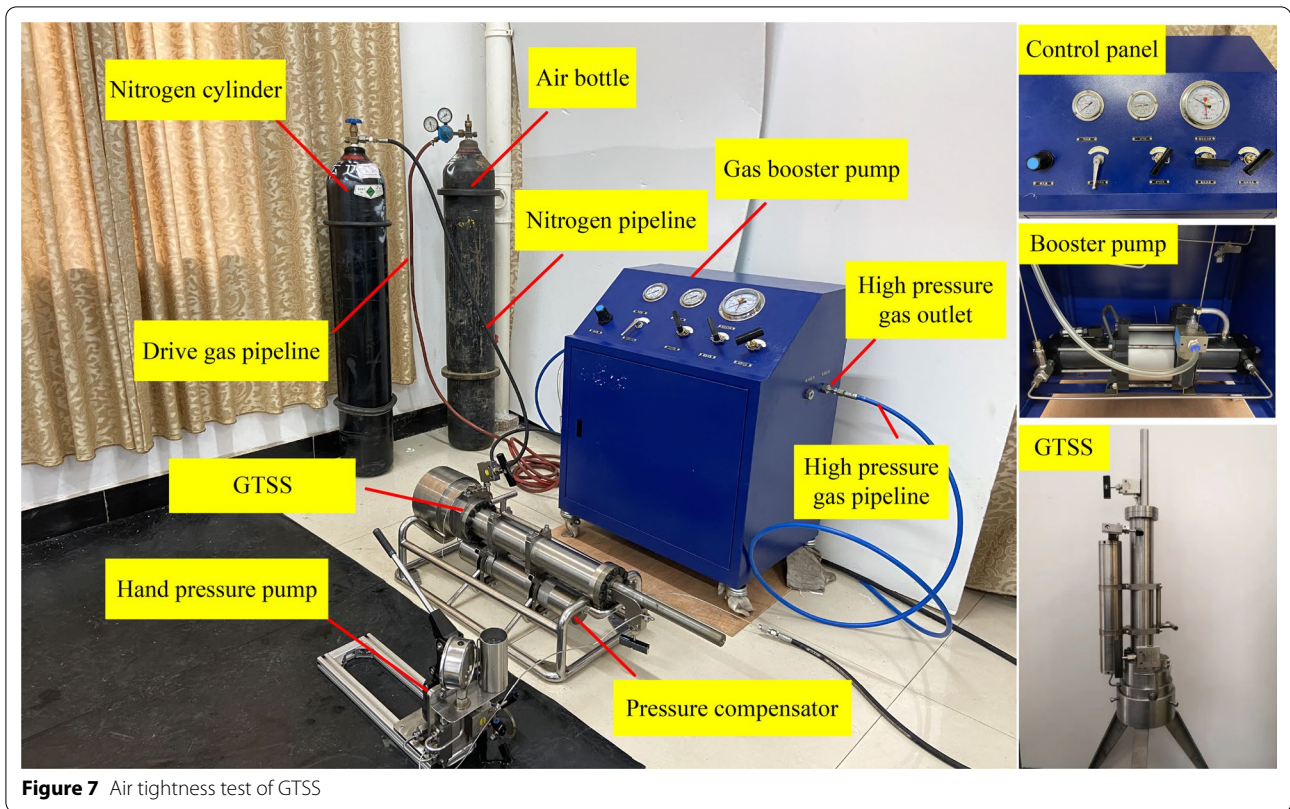 Nitrogen cylinder
Air bottle
Gas booster pump
Nitrogen pipeline
High pressure
gas outlet
Drive gas pipeline
High pressure
gas pipeline
GTSS
Hand pressure pump
Pressure compensator
Control panel
Booster pump
GTSS
Figure 7 Air tightness test of GTSS